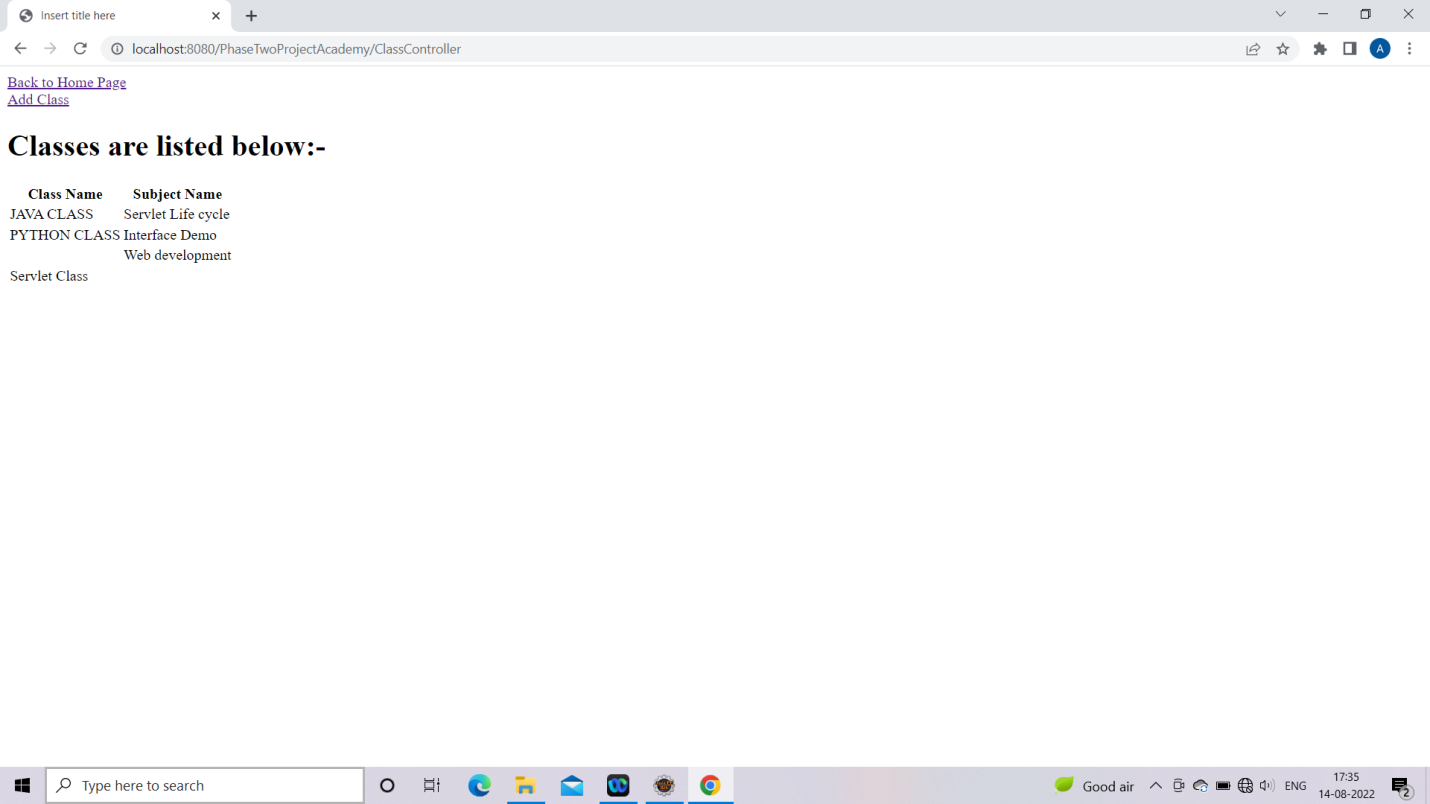 Insert title here
localhost:8080/PhaseTwoProjectAcademy/ClassController
A
Back to Home Page
Add Class
Classes are listed below:-
Class Name Subject Name
JAVA CLASS Servlet Life cycle
PYTHON CLASS Interface Demo
Web development
Servlet Class
Type here to search
Good air
ENG
17:35
14-08-2022
2